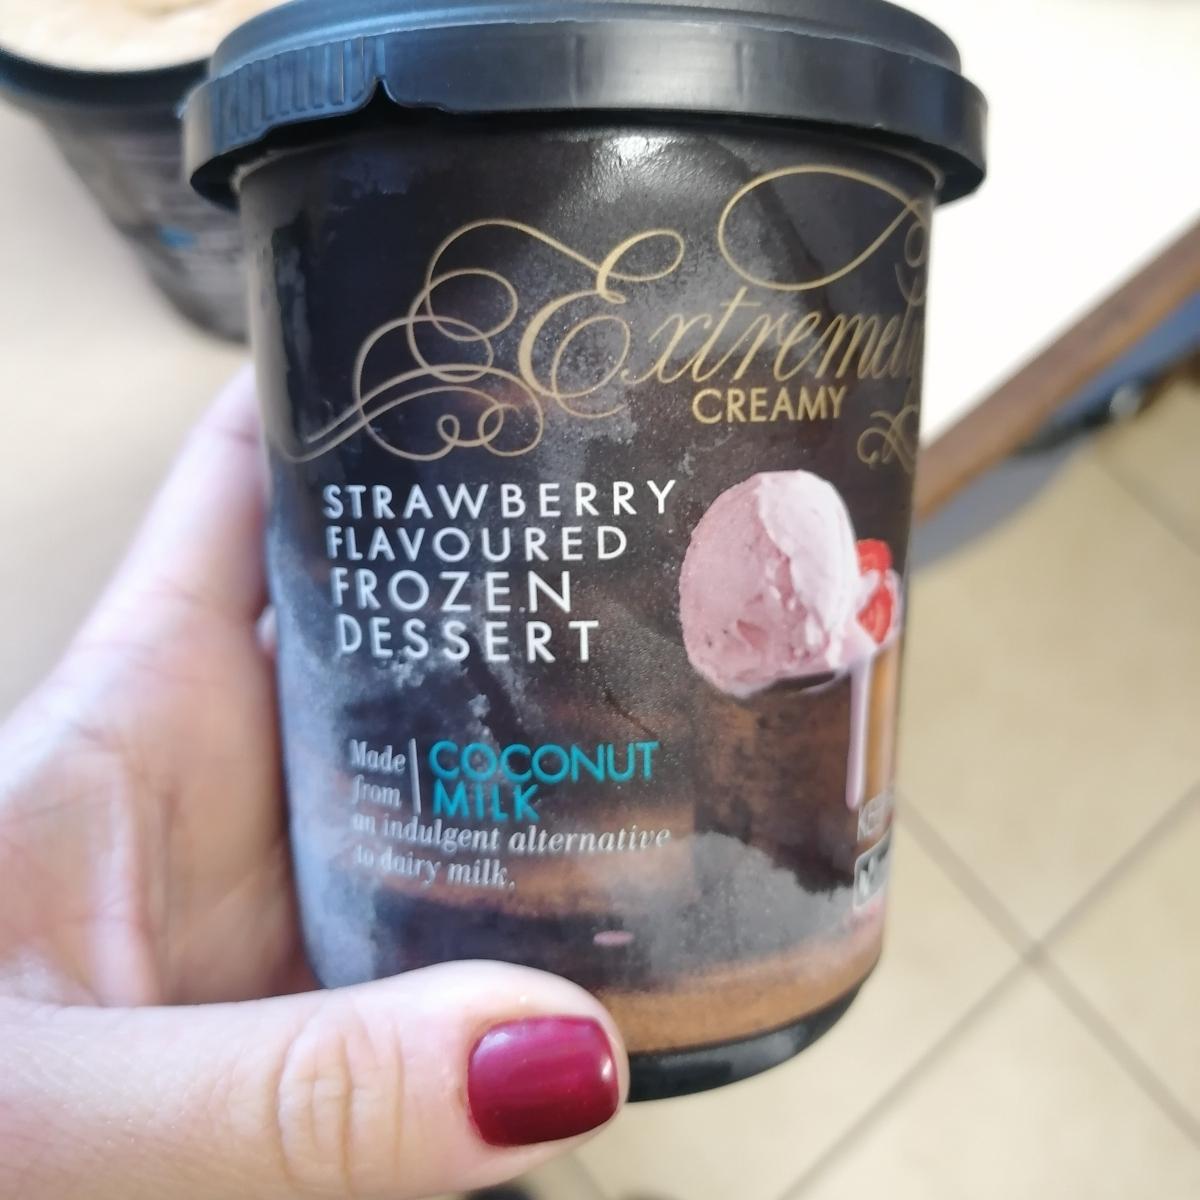 Extremely
CREAMY
STRAWBERRY
FLAVOURED
FROZEN
DESSERT
Made
from
COCONUT
MILK
an indulgent alternative
to dairy milk.